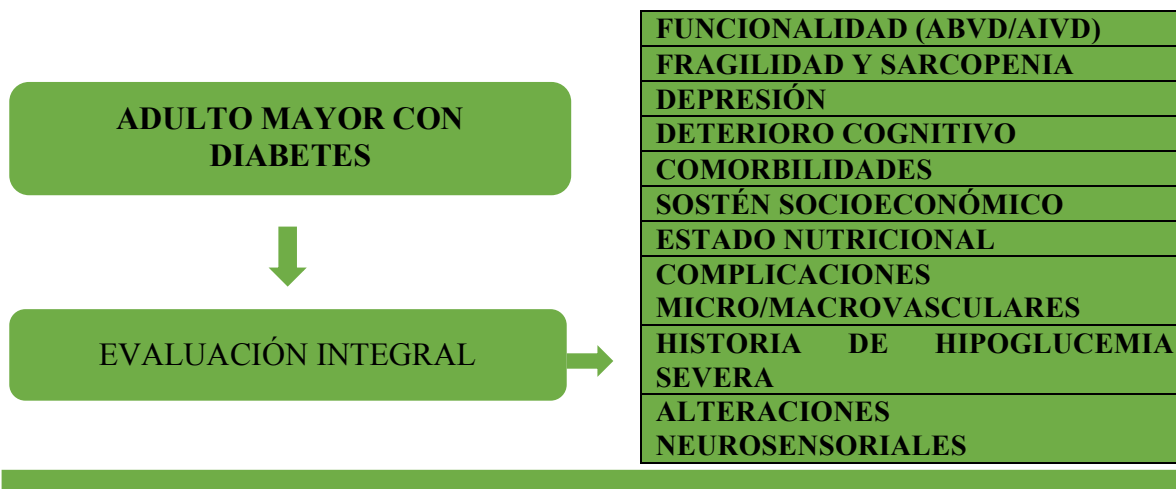 ADULTO MAYOR CON
DIABETES
EVALUACIÓN INTEGRAL
FUNCIONALIDAD (ABVD/AIVD)
FRAGILIDAD Y SARCOPENIA
DEPRESIÓN
DETERIORO COGNITIVO
COMORBILIDADES
SOSTÉN SOCIOECONÓMICO
ESTADO NUTRICIONAL
COMPLICACIONES
MICRO/MACROVASCULARES
HISTORIA DE HIPOGLUCEMIA
SEVERA
ALTERACIONES
NEUROSENSORIALES